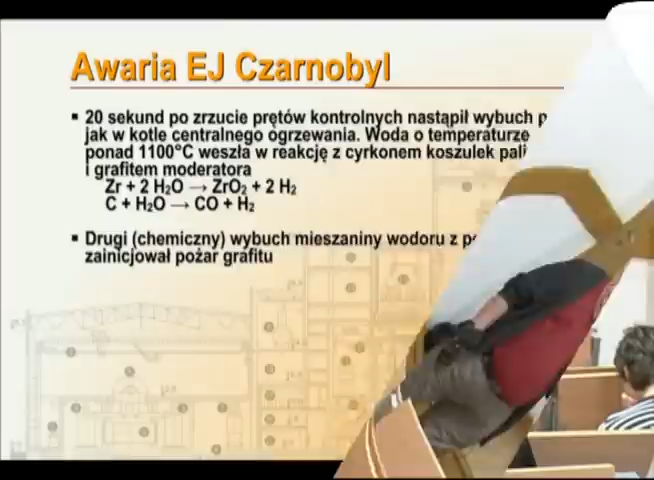 Awaria EJ Czarnobyl
▪ 20 sekund po zrzucie prętów kontrolnych nastąpił wybuch
jak w kotle centralnego ogrzewania. Woda o temperaturze
ponad 1100°C weszła w reakcję z cyrkonem koszulek
i grafitem moderatora
Zr + 2 H₂O → ZrO₂ + 2 H₂
C + H₂O → CO + H₂
▪ Drugi (chemiczny) wybuch mieszaniny wodoru z
zainicjował pożar grafitu